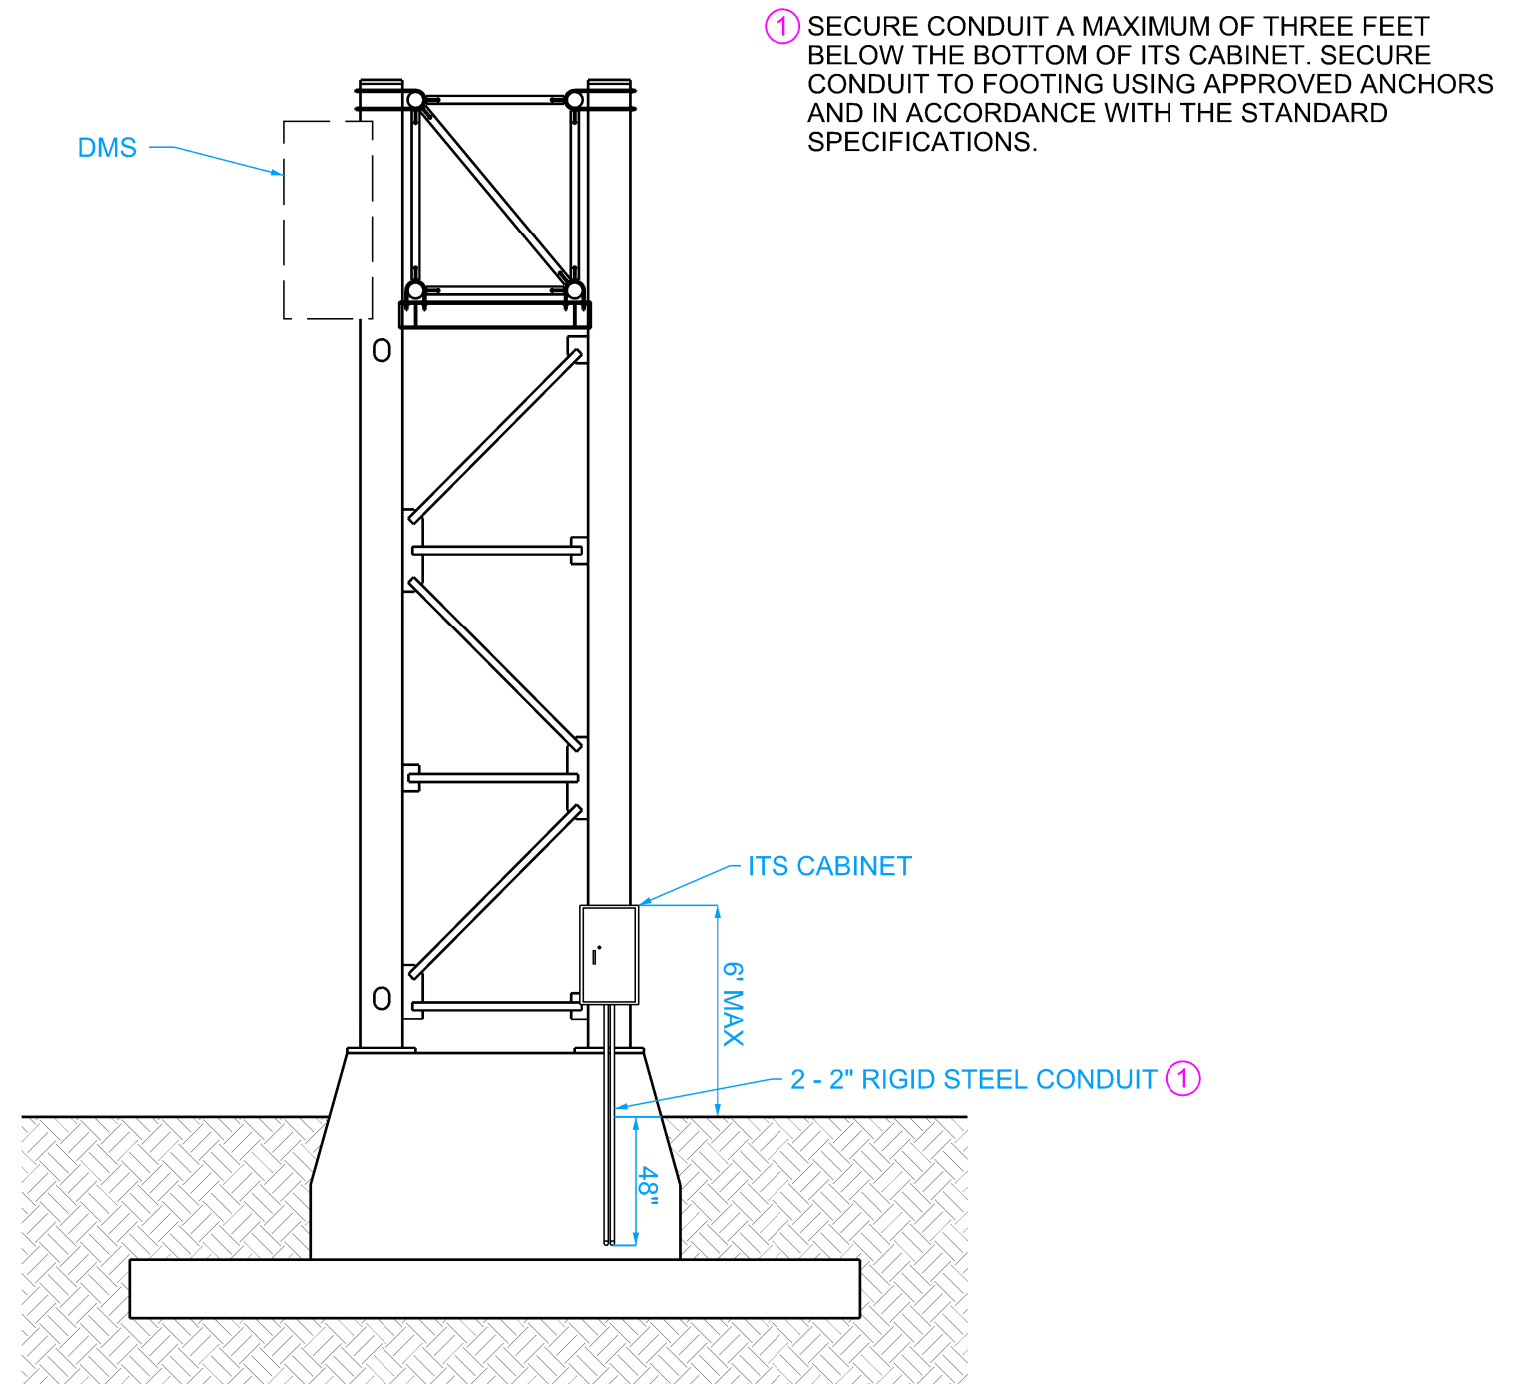 ① SECURE CONDUIT A MAXIMUM OF THREE FEET
BELOW THE BOTTOM OF ITS CABINET. SECURE
CONDUIT TO FOOTING USING APPROVED ANCHORS
AND IN ACCORDANCE WITH THE STANDARD
SPECIFICATIONS.
DMS
ITS CABINET
6' MAX
2 - 2" RIGID STEEL CONDUIT ①
48"